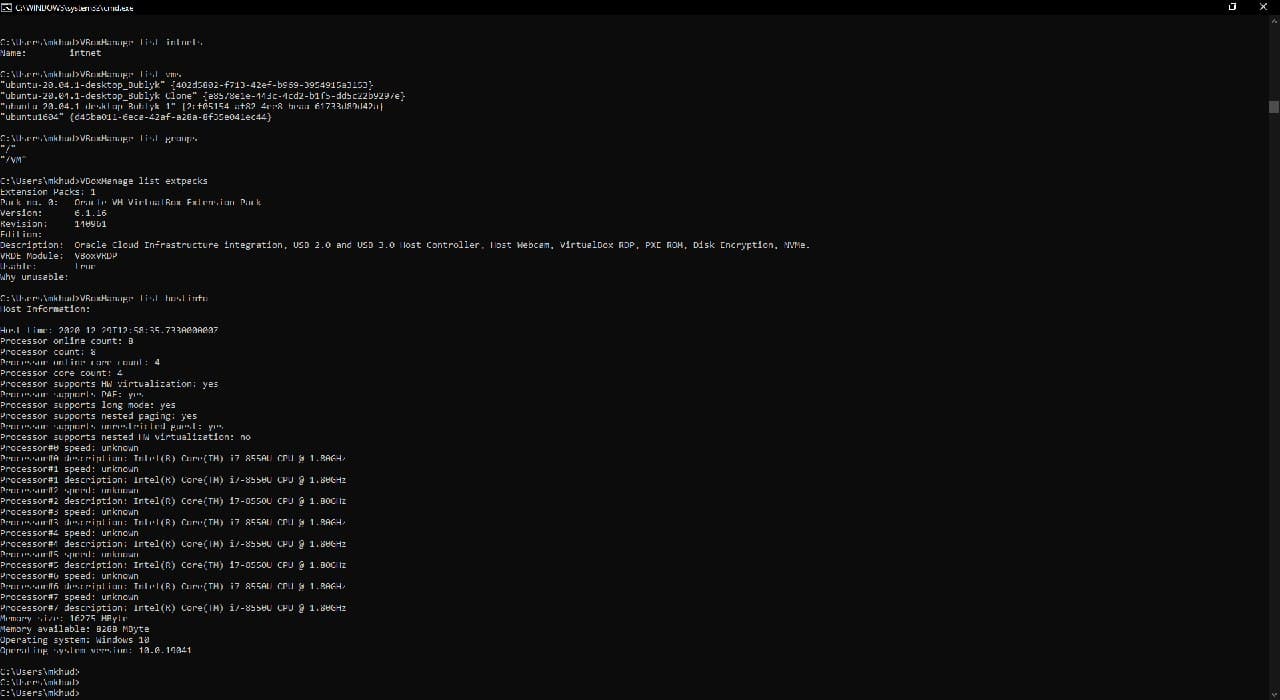 C:\WINDOWS\system32\cmd.exe
C:\Users\mkhud>VBoxManage list intnets
Name:        intnet
C:\Users\mkhud>VBoxManage list vms
"ubuntu-20.04.1-desktop_Bublyk" {402d5802-f713-42ef-b969-3954915a3153}
"ubuntu-20.04.1-desktop_Bublyk Clone" {e8578e1e-443c-4cd2-b1f5-dd5c22b9297e}
"ubuntu-20.04.1-desktop_Bublyk 1" {2cf05154-af82-4ee8-beaa-61733d89d42a}
"ubuntu1604" {d45ba011-6eca-42af-a28a-8f35e041ec44}
C:\Users\mkhud>VBoxManage list groups
"/"
"/VM"
C:\Users\mkhud>VBoxManage list extpacks
Extension Packs: 1
Pack no. 0:   Oracle VM VirtualBox Extension Pack
Version:      6.1.16
Revision:     140961
Edition:
Description:  Oracle Cloud Infrastructure integration, USB 2.0 and USB 3.0 Host Controller, Host Webcam, VirtualBox RDP, PXE ROM, Disk Encryption, NVMe.
VRDE Module:  VBoxVRDP
Usable:       true
Why unusable:
C:\Users\mkhud>VBoxManage list hostinfo
Host Information:
Host time: 2020-12-29T12:58:35.733000000Z
Processor online count: 8
Processor count: 8
Processor online core count: 4
Processor core count: 4
Processor supports HW virtualization: yes
Processor supports PAE: yes
Processor supports long mode: yes
Processor supports nested paging: yes
Processor supports unrestricted guest: yes
Processor supports nested HW virtualization: no
Processor#0 speed: unknown
Processor#0 description: Intel(R) Core(TM) i7-8550U CPU @ 1.80GHz
Processor#1 speed: unknown
Processor#1 description: Intel(R) Core(TM) i7-8550U CPU @ 1.80GHz
Processor#2 speed: unknown
Processor#2 description: Intel(R) Core(TM) i7-8550U CPU @ 1.80GHz
Processor#3 speed: unknown
Processor#3 description: Intel(R) Core(TM) i7-8550U CPU @ 1.80GHz
Processor#4 speed: unknown
Processor#4 description: Intel(R) Core(TM) i7-8550U CPU @ 1.80GHz
Processor#5 speed: unknown
Processor#5 description: Intel(R) Core(TM) i7-8550U CPU @ 1.80GHz
Processor#6 speed: unknown
Processor#6 description: Intel(R) Core(TM) i7-8550U CPU @ 1.80GHz
Processor#7 speed: unknown
Processor#7 description: Intel(R) Core(TM) i7-8550U CPU @ 1.80GHz
Memory size: 16275 MByte
Memory available: 8268 MByte
Operating system: Windows 10
Operating system version: 10.0.19041
C:\Users\mkhud>
C:\Users\mkhud>
C:\Users\mkhud>